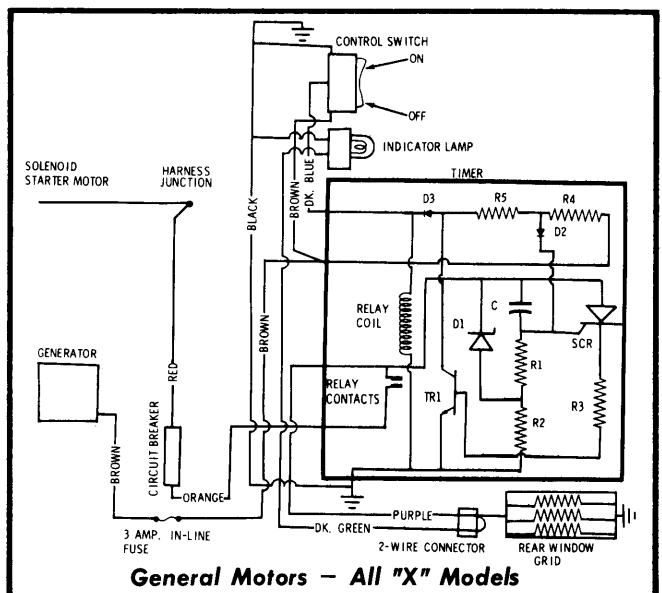 CONTROL SWITCH
ON
OFF
INDICATOR LAMP
TIMER
SOLENOID
STARTER MOTOR
HARNESS
JUNCTION
BLACK
BROWN
DK. BLUE
D3
R5
R4
D2
RELAY
COIL
C
D1
SCR
R1
RELAY
CONTACTS
TR1
R2
R3
GENERATOR
RED
BROWN
BROWN
CIRCUIT BREAKER
ORANGE
3 AMP. IN-LINE
FUSE
PURPLE
DK. GREEN
2-WIRE CONNECTOR
REAR WINDOW
GRID
General Motors – All "X" Models